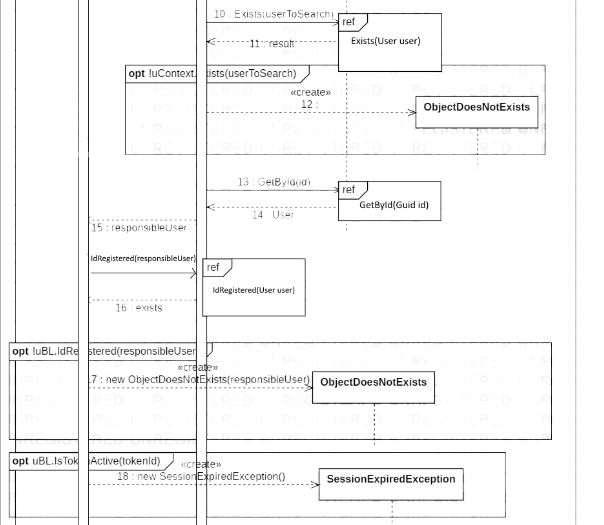 10 : Exists(userToSearch)
ref
11 : result
Exists(User user)
opt !uContext.Exists(userToSearch)
«create»
12 :
ObjectDoesNotExists
13 : GetById(id)
ref
14 : User
GetById(Guid id)
15 : responsibleUser
IdRegistered(responsibleUser)
ref
IdRegistered(User user)
16 : exists
opt !uBL.IdRegistered(responsibleUser
«create»
17 : new ObjectDoesNotExists(responsibleUser)
ObjectDoesNotExists
opt uBL.IsTokenActive(tokenId)
«create»
18 : new SessionExpiredException()
SessionExpiredException